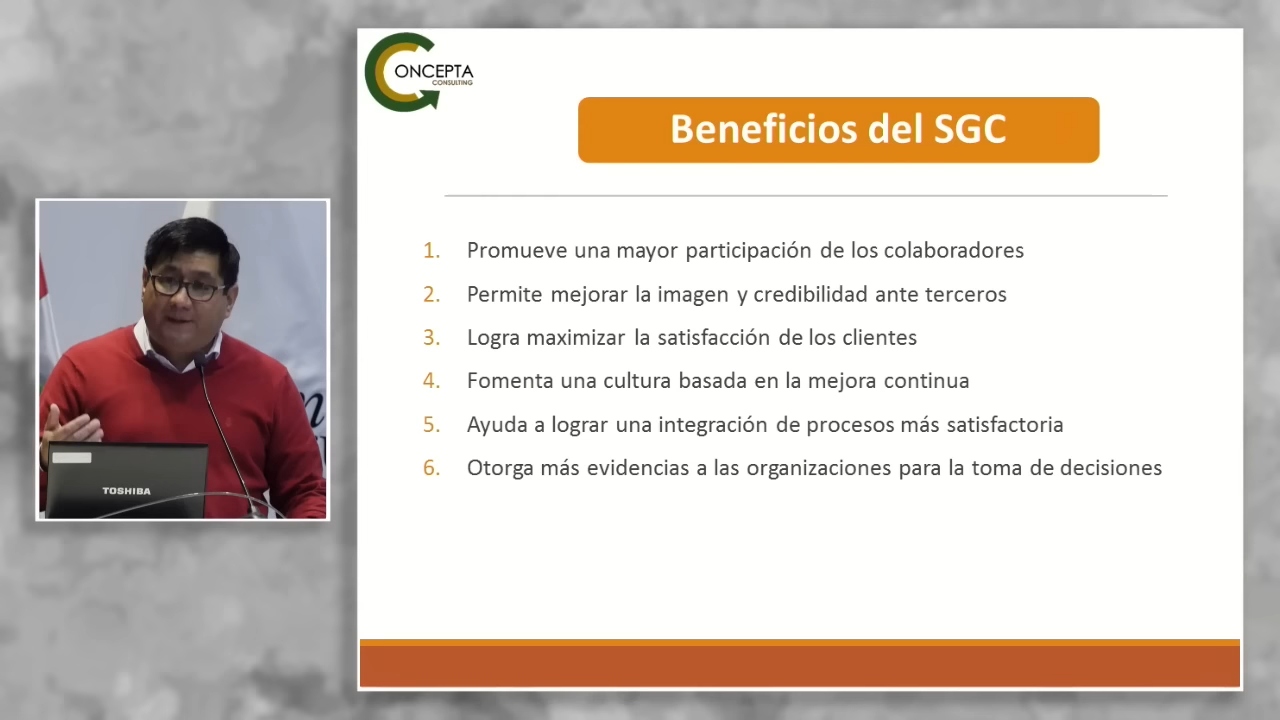 ONCEPTA
CONSULTING
Beneficios del SGC
1. Promueve una mayor participación de los colaboradores
2. Permite mejorar la imagen y credibilidad ante terceros
3. Logra maximizar la satisfacción de los clientes
4. Fomenta una cultura basada en la mejora continua
5. Ayuda a lograr una integración de procesos más satisfactoria
6. Otorga más evidencias a las organizaciones para la toma de decisiones
TOSHIBA